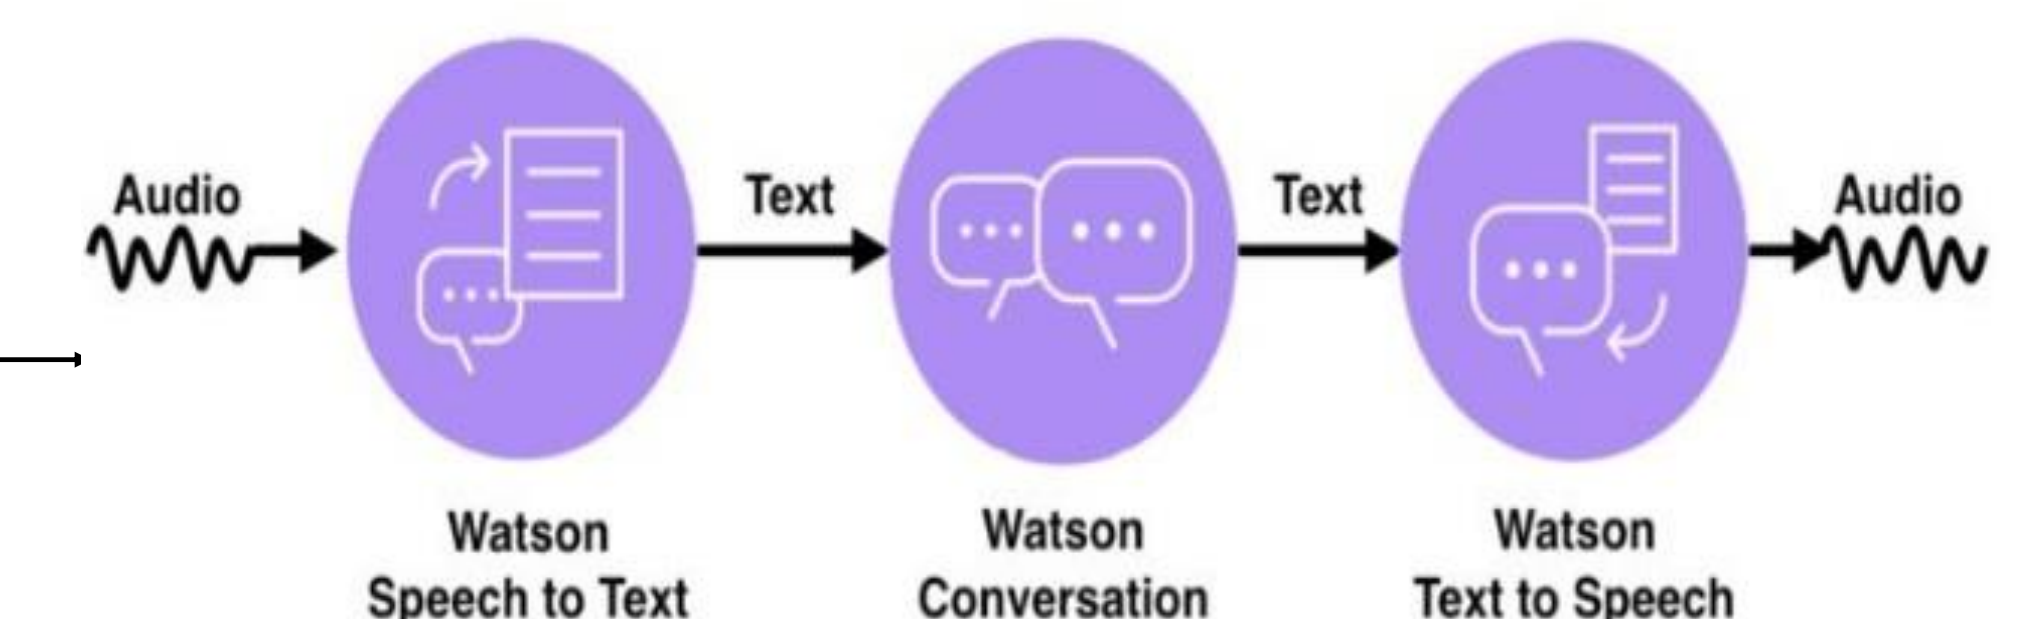 Audio
Text
Text
Audio
Watson
Speech to Text
Watson
Conversation
Watson
Text to Speech